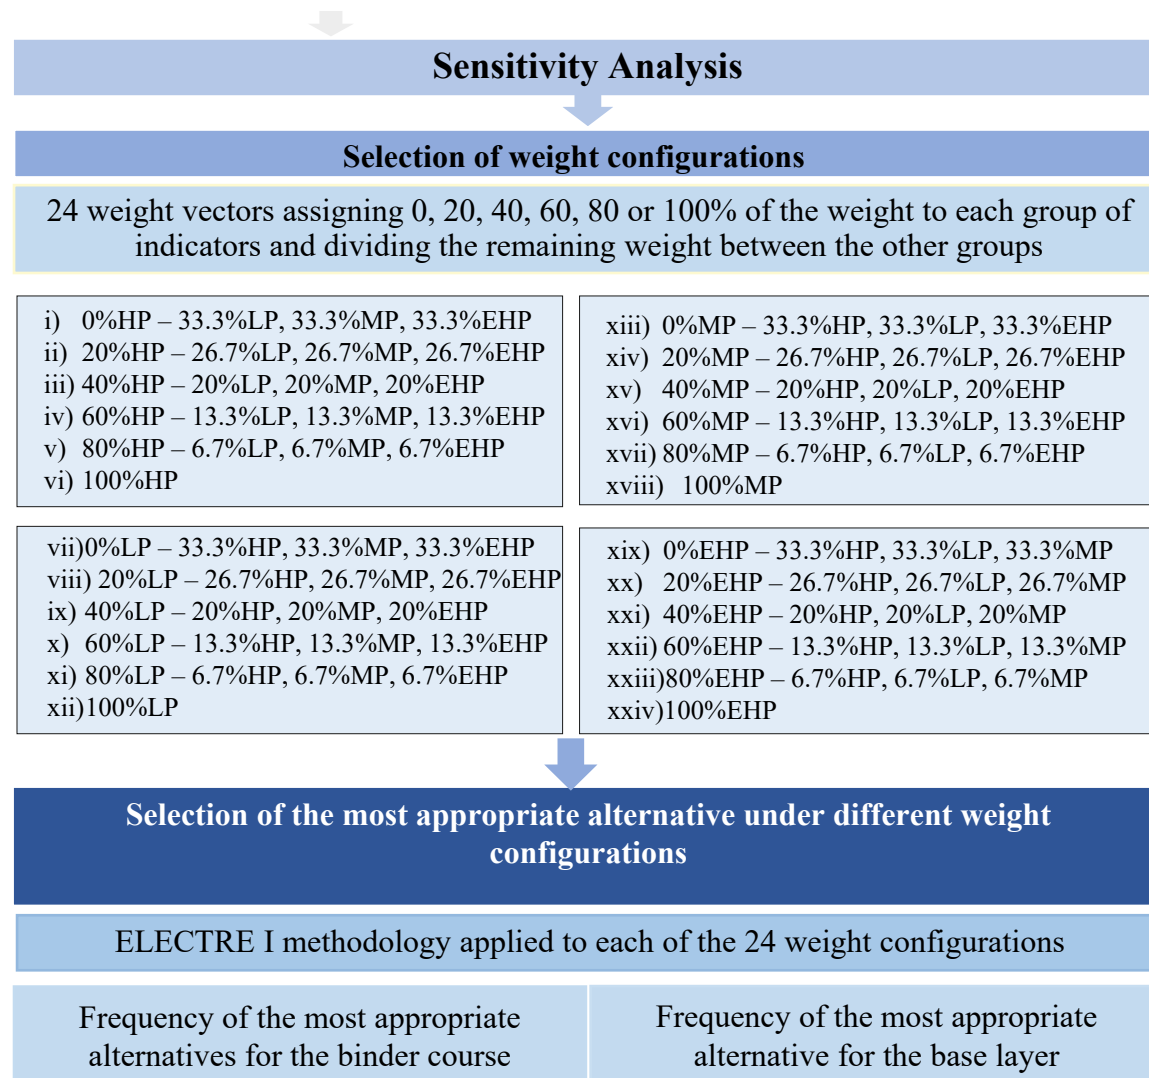 Sensitivity Analysis
Selection of weight configurations
24 weight vectors assigning 0, 20, 40, 60, 80 or 100% of the weight to each group of
indicators and dividing the remaining weight between the other groups
i) 0%HP – 33.3%LP, 33.3%MP, 33.3%EHP
ii) 20%HP – 26.7%LP, 26.7%MP, 26.7%EHP
iii) 40%HP – 20%LP, 20%MP, 20%EHP
iv) 60%HP – 13.3%LP, 13.3%MP, 13.3%EHP
v) 80%HP – 6.7%LP, 6.7%MP, 6.7%EHP
vi) 100%HP
vii)0%LP – 33.3%HP, 33.3%MP, 33.3%EHP
viii) 20%LP – 26.7%HP, 26.7%MP, 26.7%EHP
ix) 40%LP – 20%HP, 20%MP, 20%EHP
x) 60%LP – 13.3%HP, 13.3%MP, 13.3%EHP
xi) 80%LP – 6.7%HP, 6.7%MP, 6.7%EHP
xii)100%LP
xiii) 0%MP – 33.3%HP, 33.3%LP, 33.3%EHP
xiv) 20%MP – 26.7%HP, 26.7%LP, 26.7%EHP
xv) 40%MP – 20%HP, 20%LP, 20%EHP
xvi) 60%MP – 13.3%HP, 13.3%LP, 13.3%EHP
xvii) 80%MP – 6.7%HP, 6.7%LP, 6.7%EHP
xviii) 100%MP
xix) 0%EHP – 33.3%HP, 33.3%LP, 33.3%MP
xx) 20%EHP – 26.7%HP, 26.7%LP, 26.7%MP
xxi) 40%EHP – 20%HP, 20%LP, 20%MP
xxii) 60%EHP – 13.3%HP, 13.3%LP, 13.3%MP
xxiii)80%EHP – 6.7%HP, 6.7%LP, 6.7%MP
xxiv)100%EHP
Selection of the most appropriate alternative under different weight
configurations
ELECTRE I methodology applied to each of the 24 weight configurations
Frequency of the most appropriate
alternatives for the binder course
Frequency of the most appropriate
alternative for the base layer